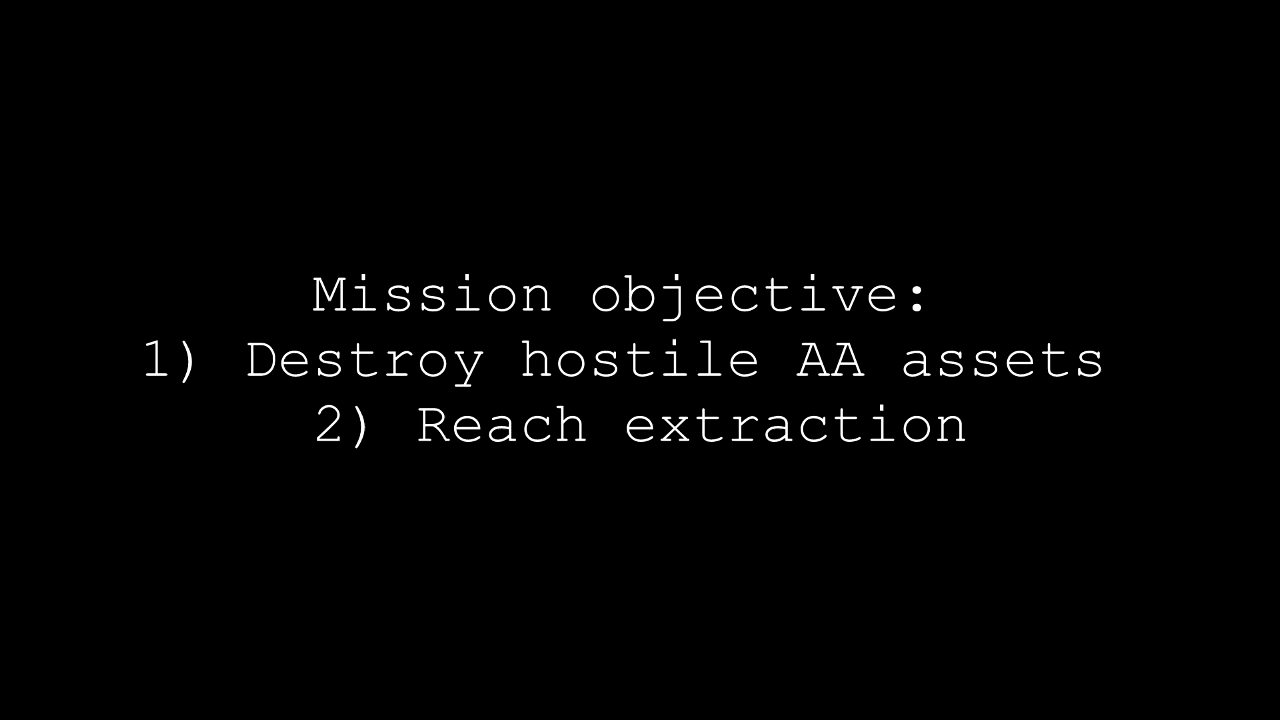 Mission objective:
1) Destroy hostile AA assets
2) Reach extraction